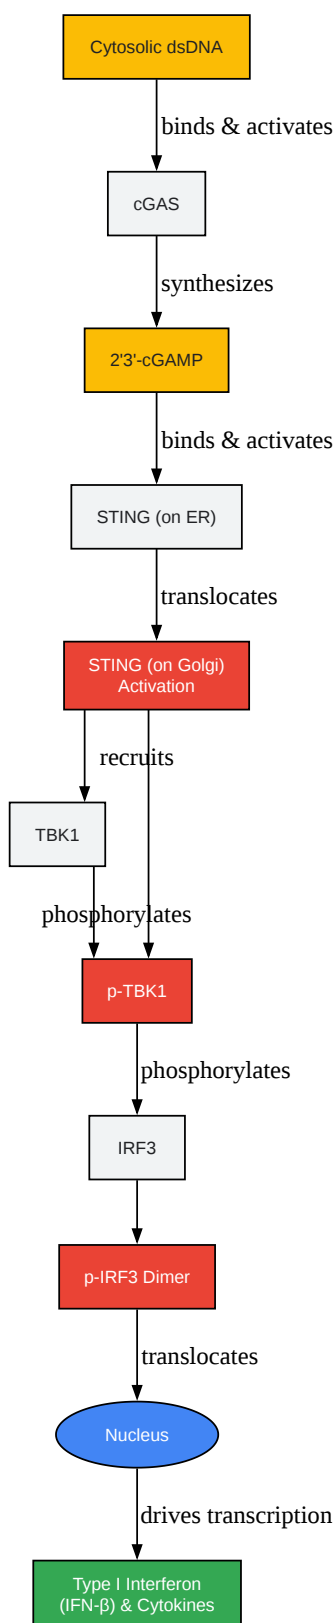 Cytosolic dsDNA
binds & activates
cGAS
synthesizes
2'3'-cGAMP
binds & activates
STING (on ER)
translocates
STING (on Golgi)
Activation
recruits
TBK1
phosphorylates
p-TBK1
phosphorylates
IRF3
p-IRF3 Dimer
translocates
Nucleus
drives transcription
Type I Interferon
(IFN-β) & Cytokines